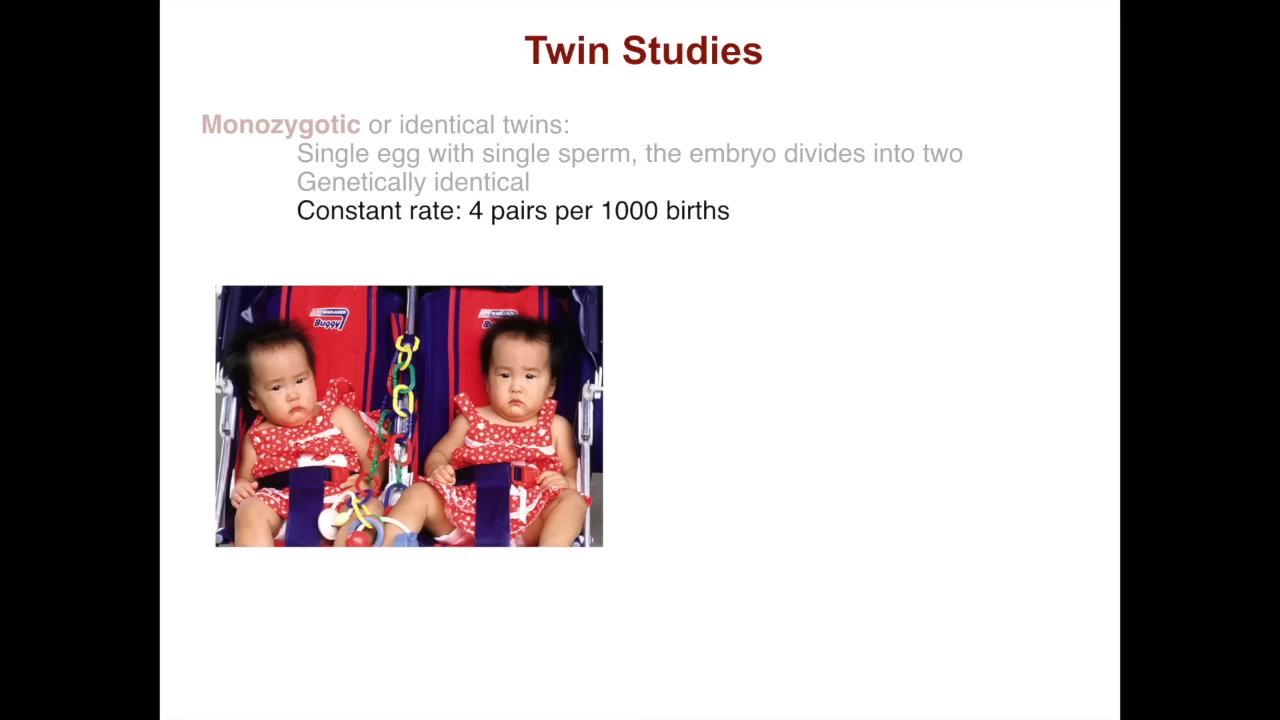 Twin Studies
Monozygotic or identical twins:
Single egg with single sperm, the embryo divides into two
Genetically identical
Constant rate: 4 pairs per 1000 births
Buggy